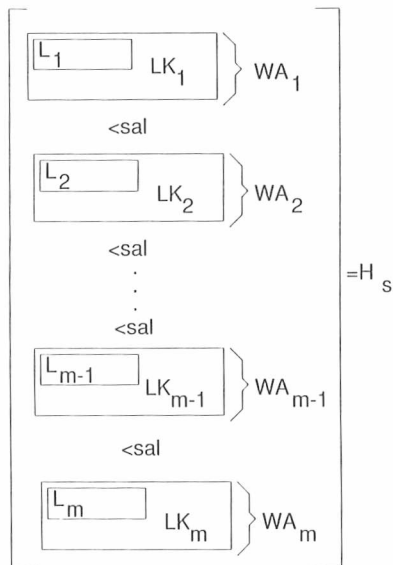 L₁ LK₁ WA₁
<sal
L₂ LK₂ WA₂
<sal
.
.
.
<sal
Lₘ₋₁ LKₘ₋₁ WAₘ₋₁
<sal
Lₘ LKₘ WAₘ
=H s